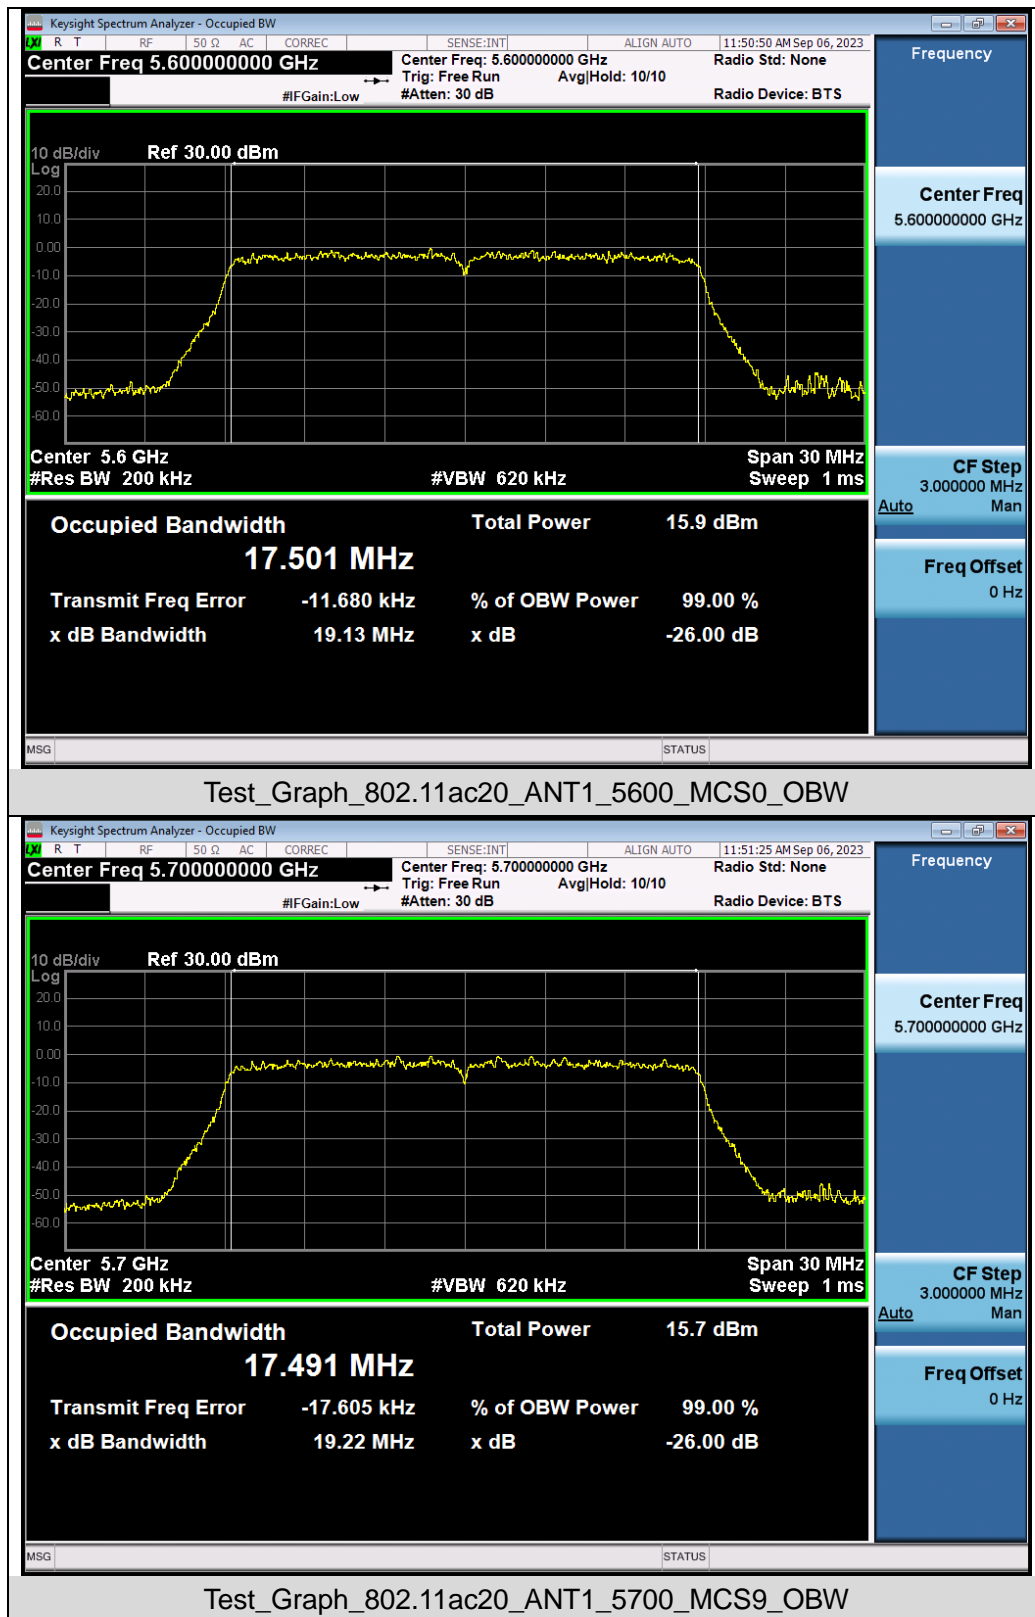 Keysight Spectrum Analyzer - Occupied BW
LXI R T RF 50 Ω AC CORREC SENSE:INT ALIGN AUTO 11:50:50 AM Sep 06, 2023
Center Freq 5.600000000 GHz
Center Freq: 5.600000000 GHz Radio Std: None
Trig: Free Run Avg|Hold: 10/10
#IFGain:Low #Atten: 30 dB Radio Device: BTS
Frequency
10 dB/div Ref 30.00 dBm
Log
20.0
10.0
0.00
-10.0
-20.0
-30.0
-40.0
-50.0
-60.0
Center 5.6 GHz Span 30 MHz
#Res BW 200 kHz #VBW 620 kHz Sweep 1 ms
Center Freq
5.600000000 GHz
CF Step
3.000000 MHz
Auto Man
Freq Offset
0 Hz
Occupied Bandwidth Total Power 15.9 dBm
17.501 MHz
Transmit Freq Error -11.680 kHz % of OBW Power 99.00 %
x dB Bandwidth 19.13 MHz x dB -26.00 dB
MSG STATUS
Test_Graph_802.11ac20_ANT1_5600_MCS0_OBW
Keysight Spectrum Analyzer - Occupied BW
LXI R T RF 50 Ω AC CORREC SENSE:INT ALIGN AUTO 11:51:25 AM Sep 06, 2023
Center Freq 5.700000000 GHz
Center Freq: 5.700000000 GHz Radio Std: None
Trig: Free Run Avg|Hold: 10/10
#IFGain:Low #Atten: 30 dB Radio Device: BTS
Frequency
10 dB/div Ref 30.00 dBm
Log
20.0
10.0
0.00
-10.0
-20.0
-30.0
-40.0
-50.0
-60.0
Center 5.7 GHz Span 30 MHz
#Res BW 200 kHz #VBW 620 kHz Sweep 1 ms
Center Freq
5.700000000 GHz
CF Step
3.000000 MHz
Auto Man
Freq Offset
0 Hz
Occupied Bandwidth Total Power 15.7 dBm
17.491 MHz
Transmit Freq Error -17.605 kHz % of OBW Power 99.00 %
x dB Bandwidth 19.22 MHz x dB -26.00 dB
MSG STATUS
Test_Graph_802.11ac20_ANT1_5700_MCS9_OBW